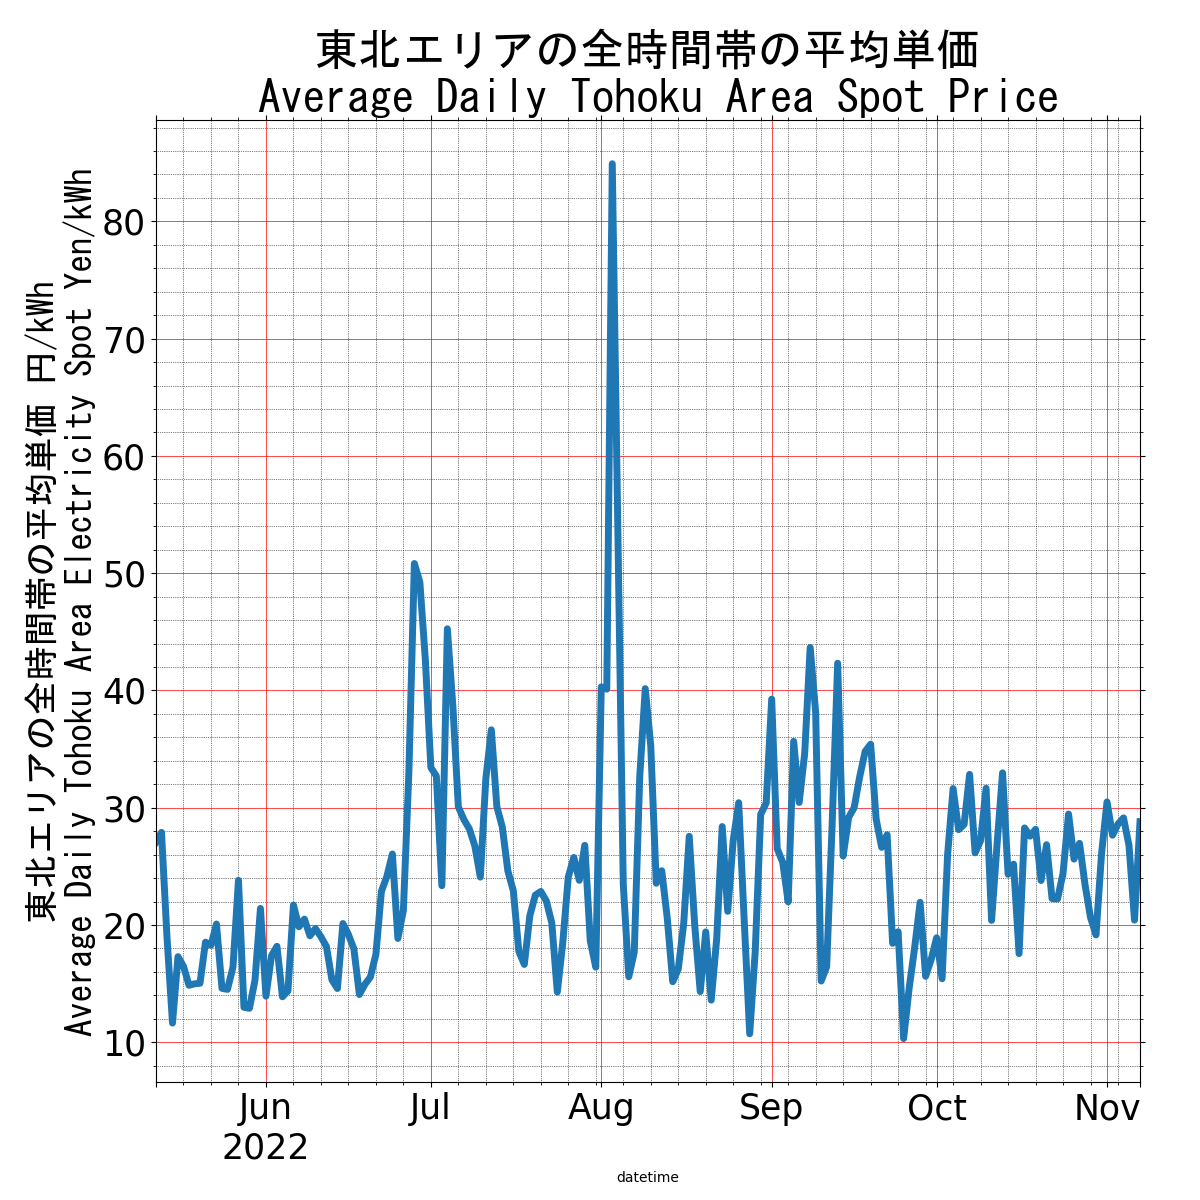 東北エリアの全時間帯の平均単価
Average Daily Tohoku Area Spot Price
東北エリアの全時間帯の平均単価 円/kWh
Average Daily Tohoku Area Electricity Spot Yen/kWh
80
70
60
50
40
30
20
10
Jun
2022
Jul
Aug
Sep
Oct
Nov
datetime